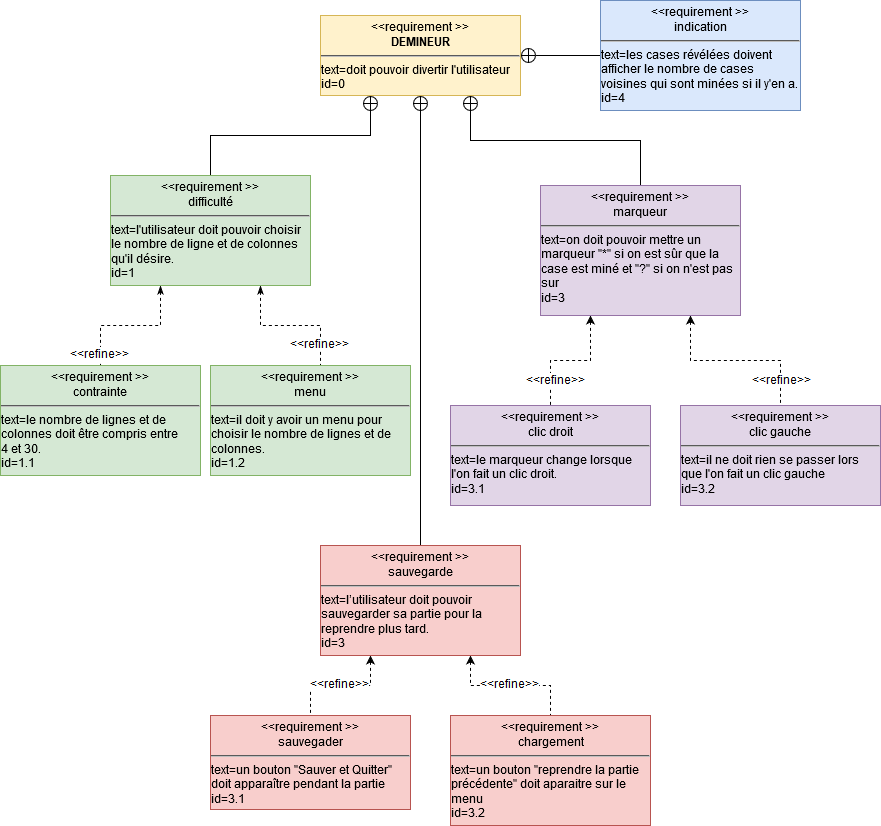 <<requirement >>
DEMINEUR
text=doit pouvoir divertir l'utilisateur
id=0
<<requirement >>
indication
text=les cases révélées doivent
afficher le nombre de cases
voisines qui sont minées si il y'en a.
id=4
<<requirement >>
difficulté
text=l'utilisateur doit pouvoir choisir
le nombre de ligne et de colonnes
qu'il désire.
id=1
<<requirement >>
marqueur
text=on doit pouvoir mettre un
marqueur "*" si on est sûr que la
case est miné et "?" si on n'est pas
sur
id=3
<<refine>>
<<refine>>
<<requirement >>
contrainte
text=le nombre de lignes et de
colonnes doit être compris entre
4 et 30.
id=1.1
<<requirement >>
menu
text=il doit y avoir un menu pour
choisir le nombre de lignes et de
colonnes.
id=1.2
<<refine>>
<<refine>>
<<requirement >>
clic droit
text=le marqueur change lorsque
l'on fait un clic droit.
id=3.1
<<requirement >>
clic gauche
text=il ne doit rien se passer lors
que l'on fait un clic gauche
id=3.2
<<requirement >>
sauvegarde
text=l'utilisateur doit pouvoir
sauvegarder sa partie pour la
reprendre plus tard.
id=3
<<refine>>
<<refine>>
<<requirement >>
sauvegader
text=un bouton "Sauver et Quitter"
doit apparaître pendant la partie
id=3.1
<<requirement >>
chargement
text=un bouton "reprendre la partie
précédente" doit aparaitre sur le
menu
id=3.2